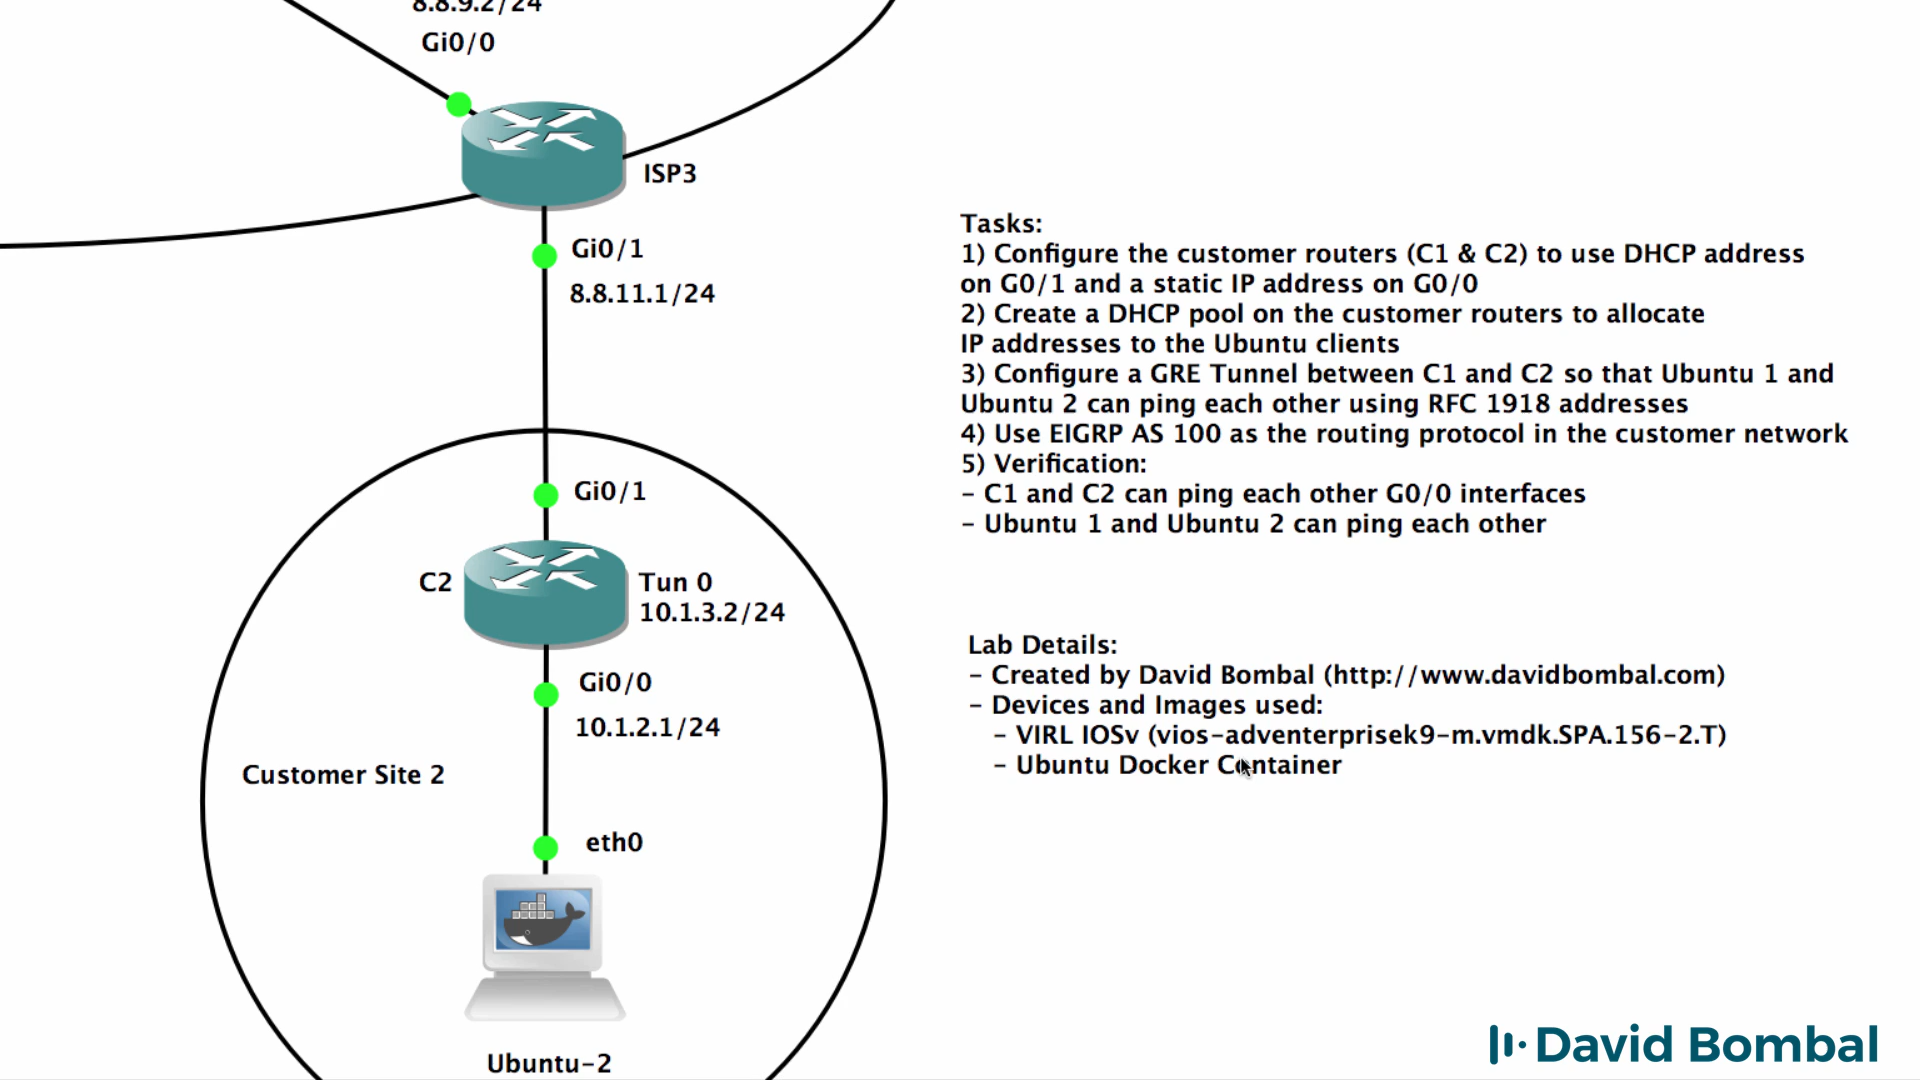 8.8.9.2/24
Gi0/0
ISP3
Gi0/1
8.8.11.1/24
Gi0/1
C2
Tun 0
10.1.3.2/24
Gi0/0
10.1.2.1/24
Customer Site 2
eth0
Ubuntu-2
Tasks:
1) Configure the customer routers (C1 & C2) to use DHCP address
on G0/1 and a static IP address on G0/0
2) Create a DHCP pool on the customer routers to allocate
IP addresses to the Ubuntu clients
3) Configure a GRE Tunnel between C1 and C2 so that Ubuntu 1 and
Ubuntu 2 can ping each other using RFC 1918 addresses
4) Use EIGRP AS 100 as the routing protocol in the customer network
5) Verification:
- C1 and C2 can ping each other G0/0 interfaces
- Ubuntu 1 and Ubuntu 2 can ping each other
Lab Details:
- Created by David Bombal (http://www.davidbombal.com)
- Devices and Images used:
- VIRL IOSv (vios-adventerprisek9-m.vmdk.SPA.156-2.T)
- Ubuntu Docker Container
David Bombal